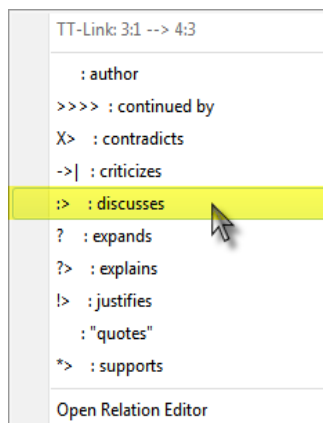 TT-Link: 3:1 --> 4:3
: author
>>>> : continued by
X> : contradicts
->| : criticizes
:> : discusses
? : expands
?> : explains
!> : justifies
: "quotes"
*> : supports
Open Relation Editor